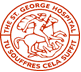 THE ST. GEORGE HOSPITAL
TU SOUFFRES CELA SUFFIT